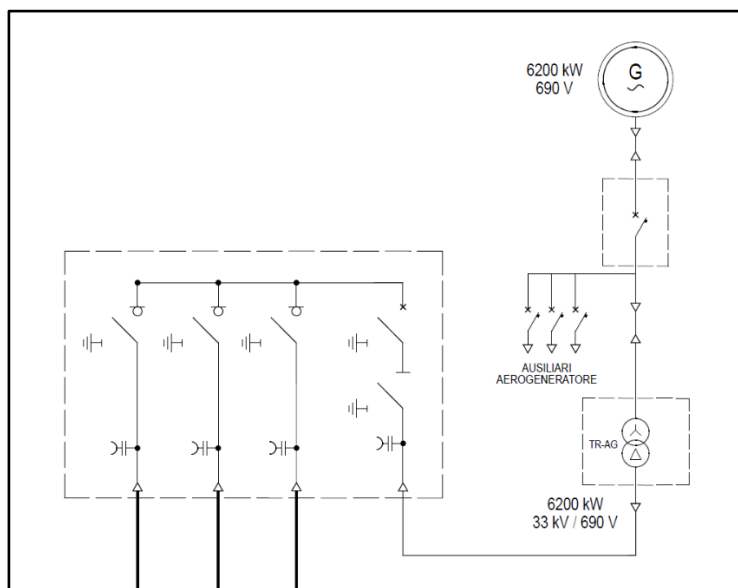 6200 kW
690 V
G
AUSILIARI
AEROGENERATORE
TR-AG
6200 kW
33 kV / 690 V